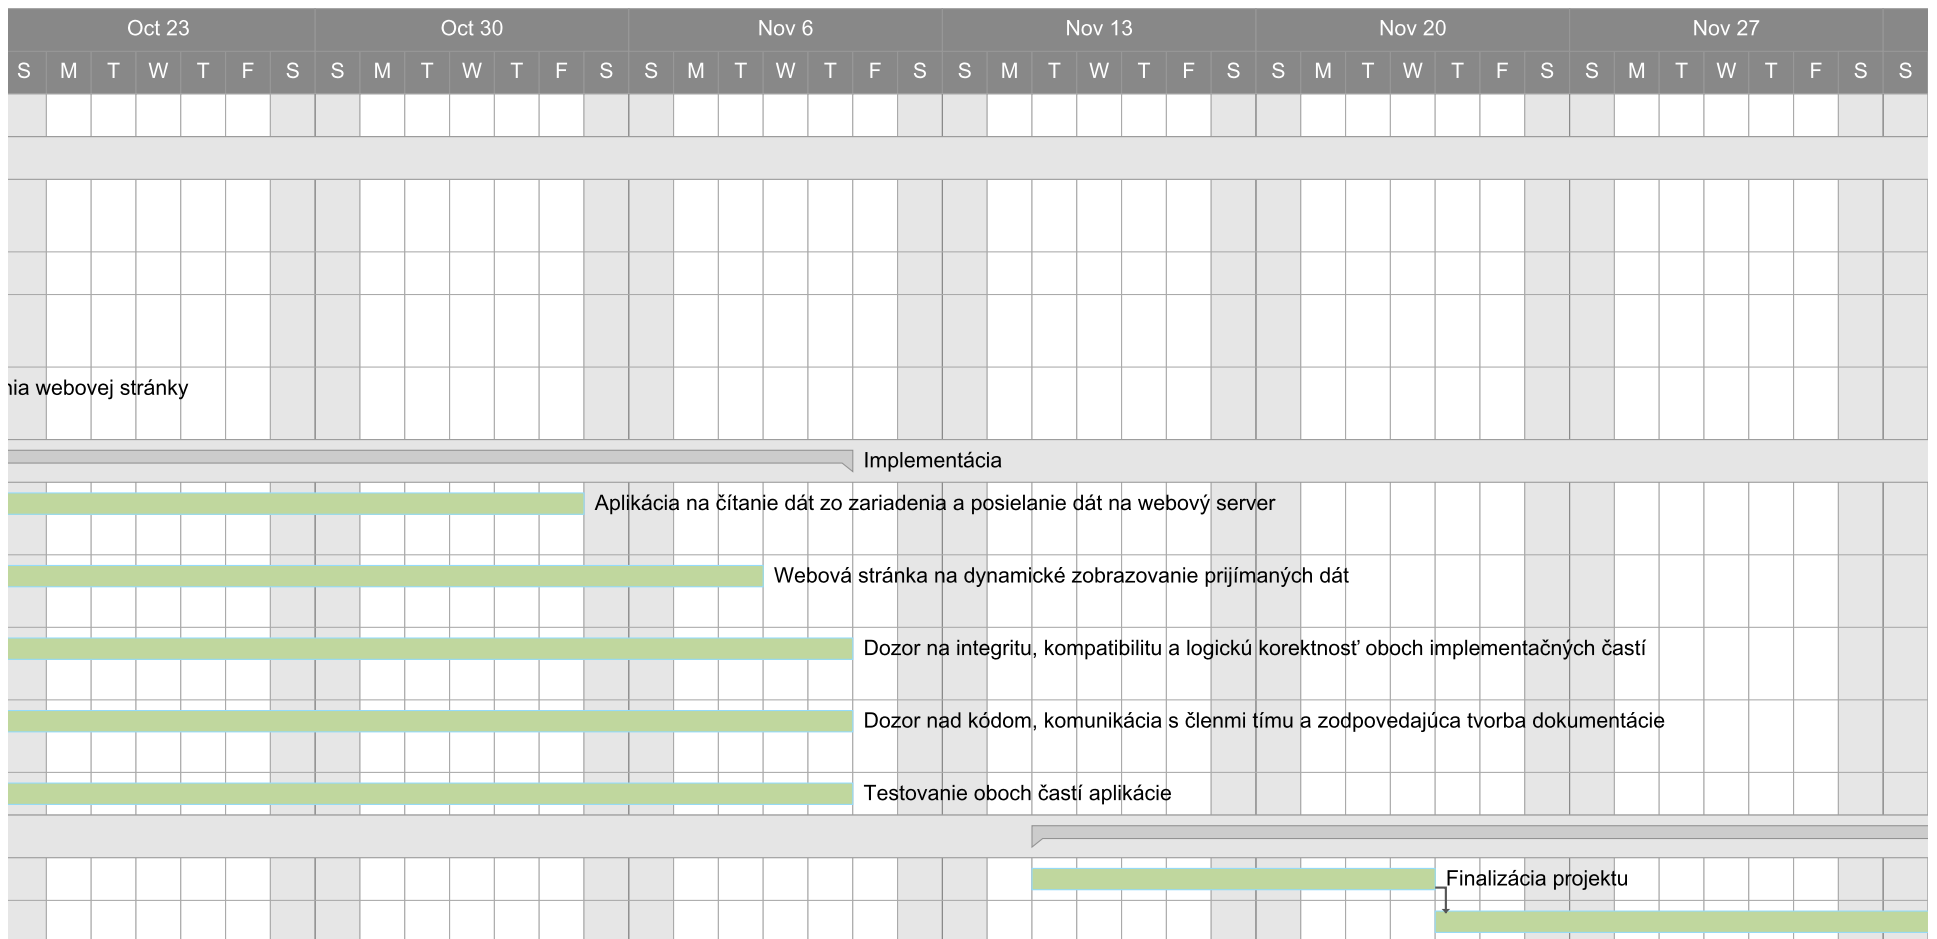 Oct 23 Oct 30 Nov 6 Nov 13 Nov 20 Nov 27
S M T W T F S S M T W T F S S M T W T F S S M T W T F S S M T W T F S S M T W T F S S
webovej stránky
Implementácia
Aplikácia na čítanie dát zo zariadenia a posielanie dát na webový server
Webová stránka na dynamické zobrazovanie prijímaných dát
Dozor na integritu, kompatibilitu a logickú korektnosť oboch implementačných častí
Dozor nad kódom, komunikácia s členmi tímu a zodpovedajúca tvorba dokumentácie
Testovanie oboch častí aplikácie
Finalizácia projektu